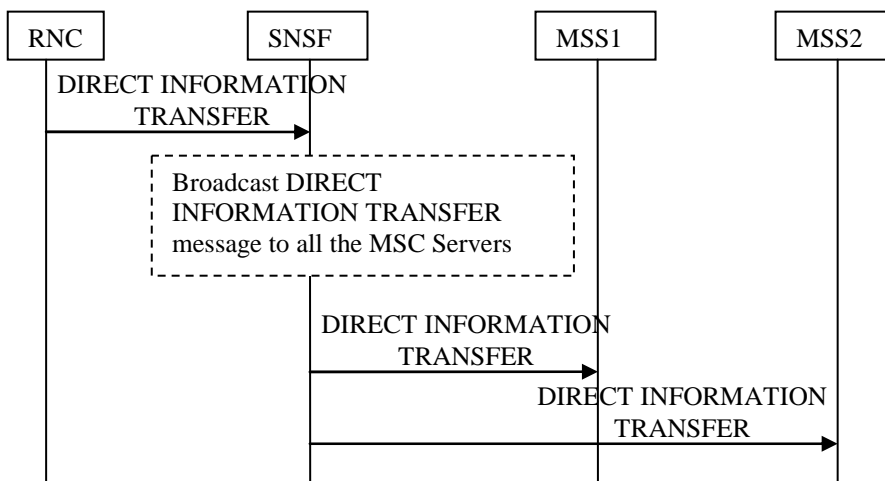 RNC SNSF MSS1 MSS2
DIRECT INFORMATION
TRANSFER
Broadcast DIRECT
INFORMATION TRANSFER
message to all the MSC Servers
DIRECT INFORMATION
TRANSFER
DIRECT INFORMATION
TRANSFER